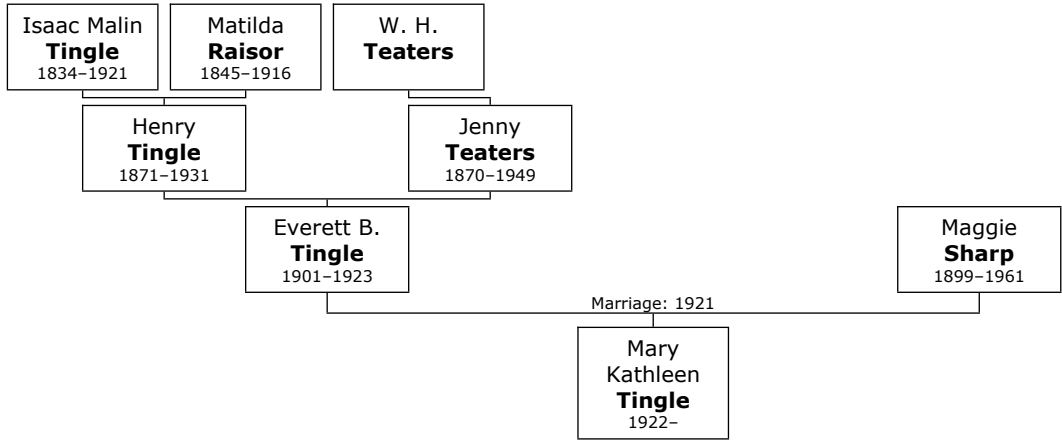 Isaac Malin
Tingle
1834–1921
Matilda
Raisor
1845–1916
W. H.
Teaters
Henry
Tingle
1871–1931
Jenny
Teaters
1870–1949
Everett B.
Tingle
1901–1923
Maggie
Sharp
1899–1961
Marriage: 1921
Mary
Kathleen
Tingle
1922–